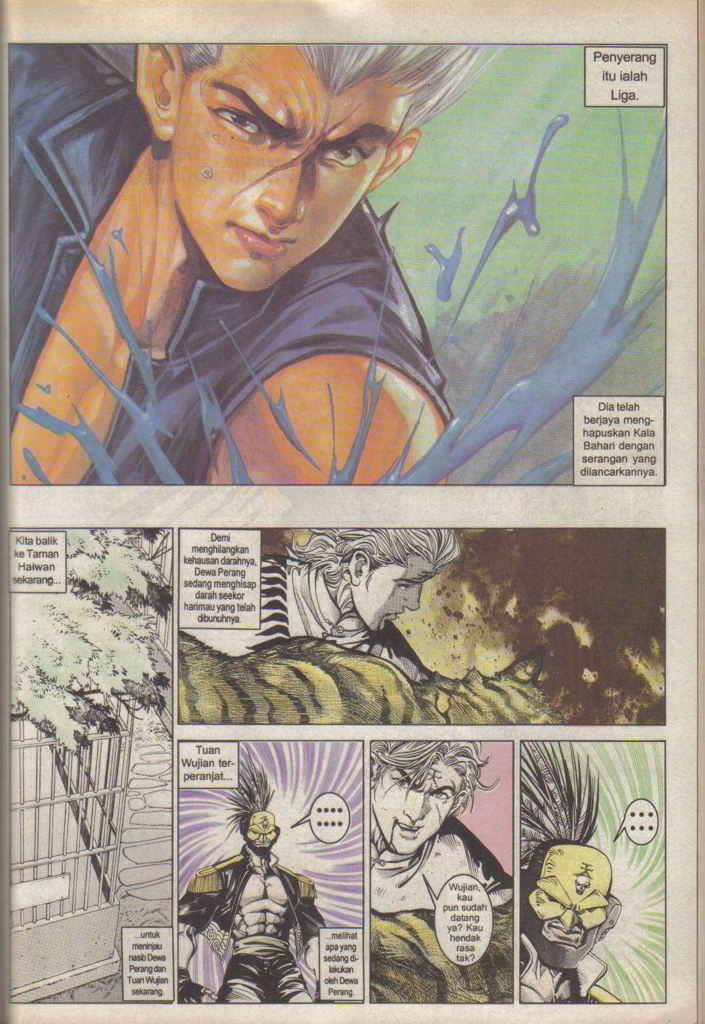 Penyerang
itu ialah
Liga.
Dia telah
berjaya meng-
hapuskan Kala
Bahari dengan
serangan yang
dilancarkannya.
Kita balik
ke Taman
Haiwan
sekarang...
...untuk
meninjau
nasib Dewa
Perang dan
Tuan Wujian
sekarang.
Demi
menghilangkan
kehausan darahnya,
Dewa Perang
sedang menghisap
darah seekor
harimau yang telah
dibunuhnya.
Tuan
Wujian ter-
peranjat...
...melihat
apa yang
sedang di-
lakukan
oleh Dewa
Perang.
Wujian,
kau
pun sudah
datang
ya? Kau
hendak
rasa
tak?